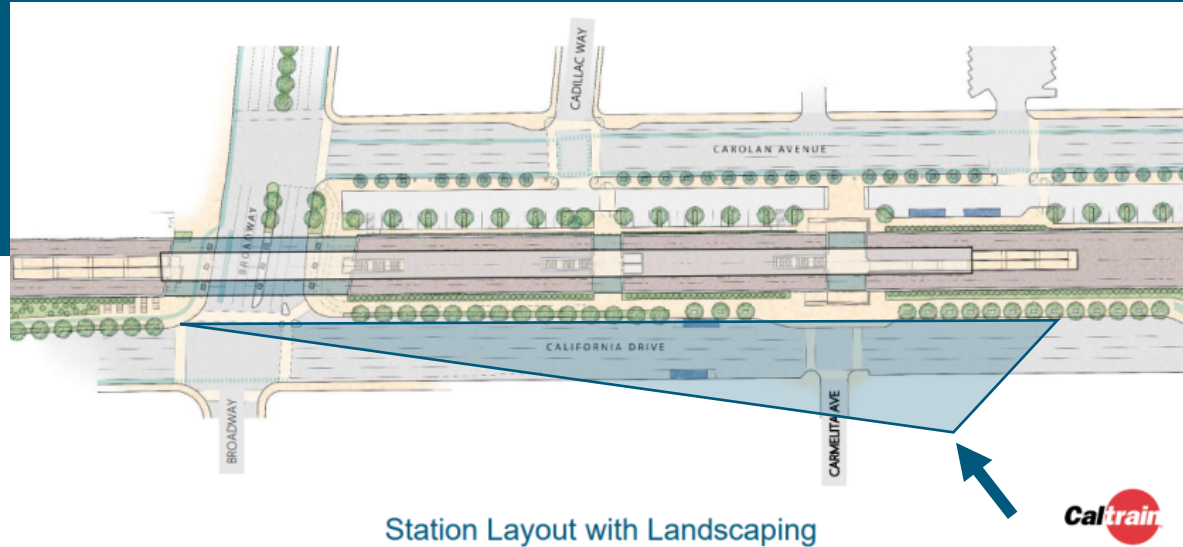 CADILLAC WAY
CAROLAN AVENUE
BROADWAY
CALIFORNIA DRIVE
BROADWAY
CARMELITA AVE
Station Layout with Landscaping
Caltrain